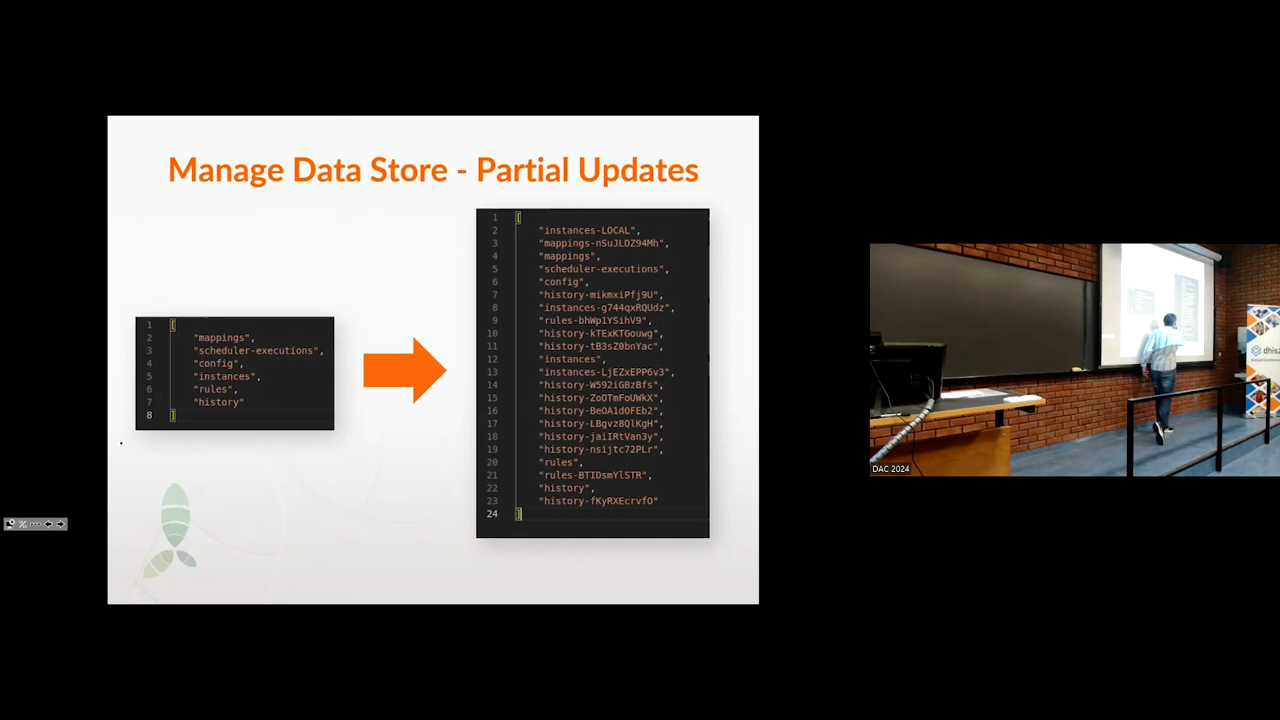 Manage Data Store - Partial Updates
1 [
2 "mappings",
3 "scheduler-executions",
4 "config",
5 "instances",
6 "rules",
7 "history"
8 ]
1 [
2 "instances-LOCAL",
3 "mappings-nSuJLDZ94Mh",
4 "mappings",
5 "scheduler-executions",
6 "config",
7 "history-mikmxiPfj9U",
8 "instances-g744qxRQUdz",
9 "rules-bhWp1YSihV9",
10 "history-kTExKTGouwg",
11 "history-tB3sZ0bnYac",
12 "instances",
13 "instances-LjEZxEPP6v3",
14 "history-W592iGBzBfs",
15 "history-ZoOTmFoUWkX",
16 "history-BeOA1dOFEb2",
17 "history-LBgvz8QlKgH",
18 "history-jaiIRtVan3y",
19 "history-nsijtc72PLr",
20 "rules",
21 "rules-BTIDsmYlSTR",
22 "history",
23 "history-fKyRXEcrvfO"
24 ]
DAC 2024